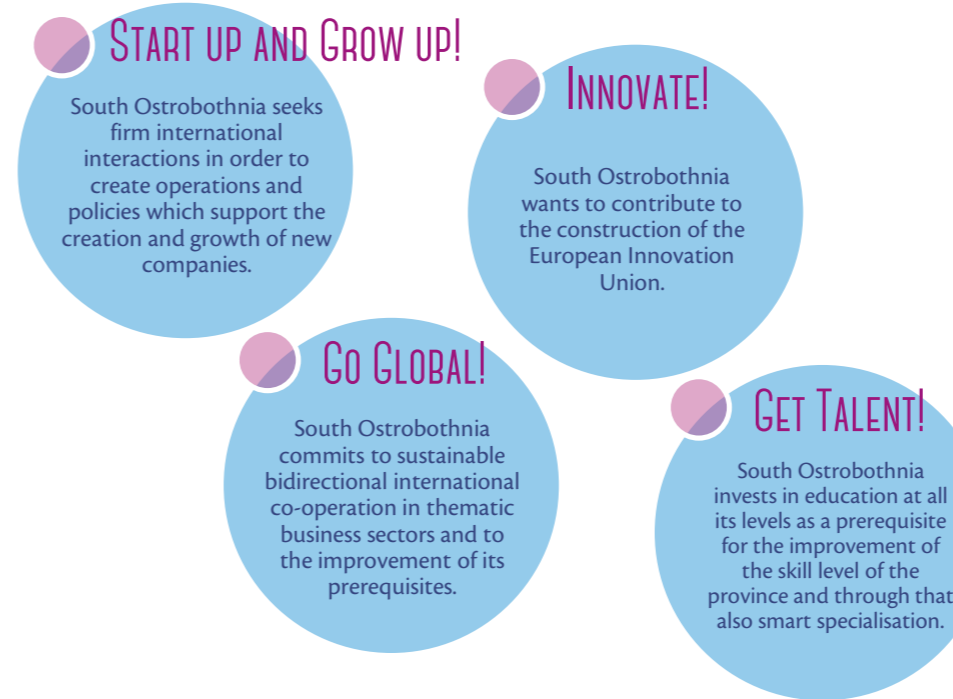 START UP AND GROW UP!
South Ostrobothnia seeks
firm international
interactions in order to
create operations and
policies which support the
creation and growth of new
companies.
INNOVATE!
South Ostrobothnia
wants to contribute to
the construction of the
European Innovation
Union.
GO GLOBAL!
South Ostrobothnia
commits to sustainable
bidirectional international
co-operation in thematic
business sectors and to
the improvement of its
prerequisites.
GET TALENT!
South Ostrobothnia
invests in education at all
its levels as a prerequisite
for the improvement of
the skill level of the
province and through that
also smart specialisation.